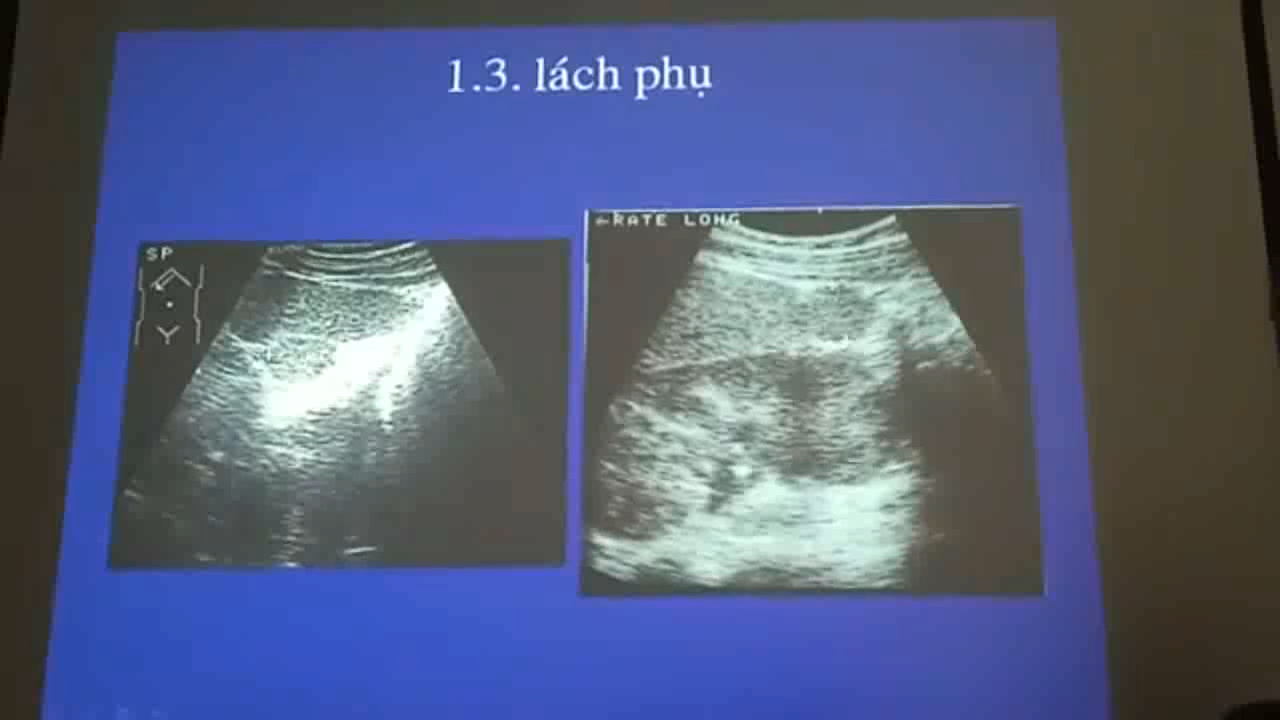 1.3. lách phụ
SP
←RATE LONG